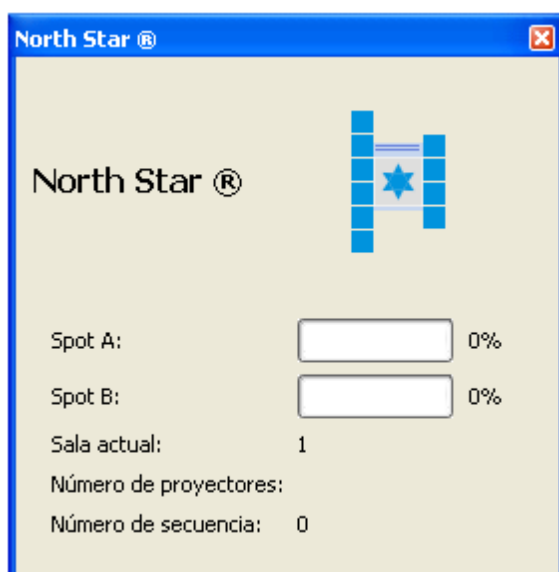 North Star ®
North Star ®
Spot A: 0%
Spot B: 0%
Sala actual: 1
Número de proyectores:
Número de secuencia: 0